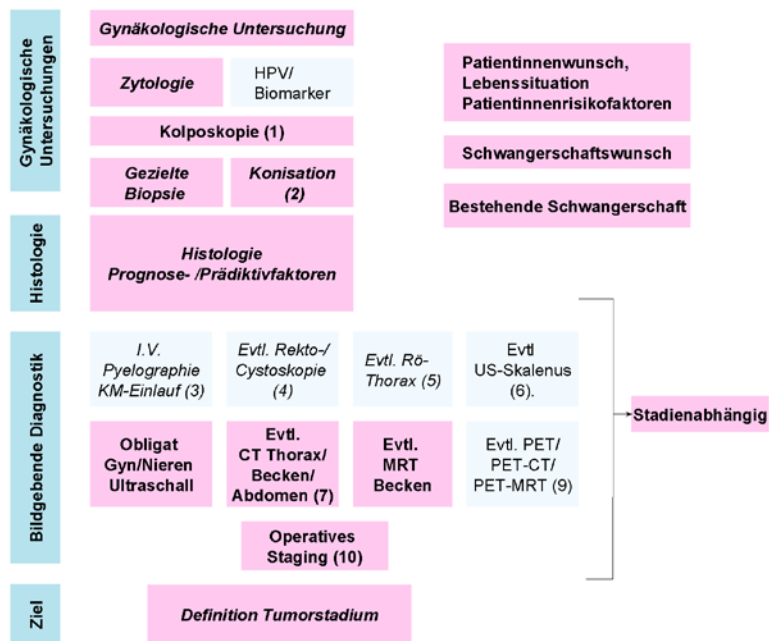 Gynäkologische
Untersuchungen
Gynäkologische Untersuchung
Zytologie
HPV/
Biomarker
Kolposkopie (1)
Gezielte
Biopsie
Konisation
(2)
Patientinnenwunsch,
Lebenssituation
Patientinnenrisikofaktoren
Schwangerschaftswunsch
Bestehende Schwangerschaft
Histologie
Histologie
Prognose- /Prädiktivfaktoren
Bildgebende Diagnostik
I.V.
Pyelographie
KM-Einlauf (3)
Evtl. Rekto-/
Cystoskopie
(4)
Evtl. Rö-
Thorax (5)
Evtl
US-Skalenus
(6).
Obligat
Gyn/Nieren
Ultraschall
Evtl.
CT Thorax/
Becken/
Abdomen (7)
Evtl.
MRT
Becken
Evtl. PET/
PET-CT/
PET-MRT (9)
Operatives
Staging (10)
Stadienabhängig
Ziel
Definition Tumorstadium